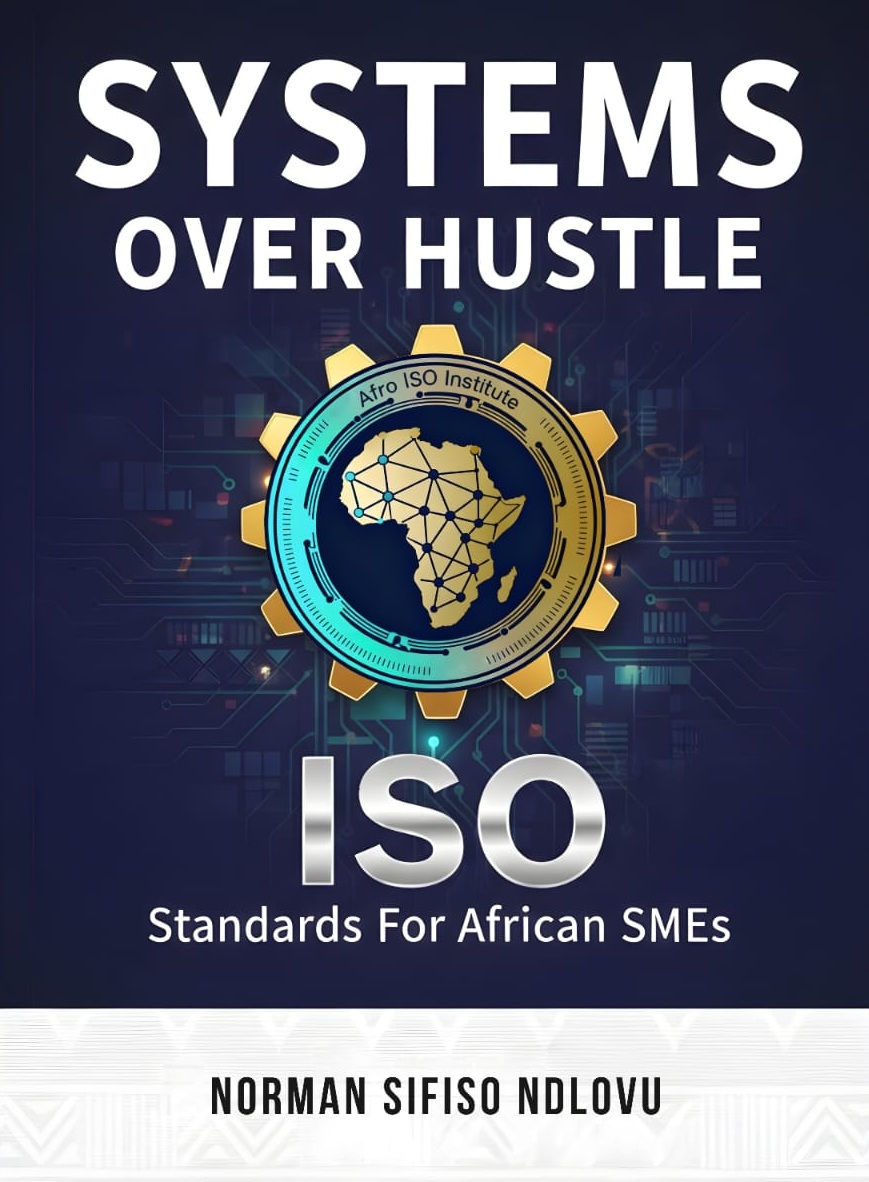 SYSTEMS
OVER HUSTLE
Afro ISO Institute
ISO
Standards For African SMEs
NORMAN SIFISO NDLOVU